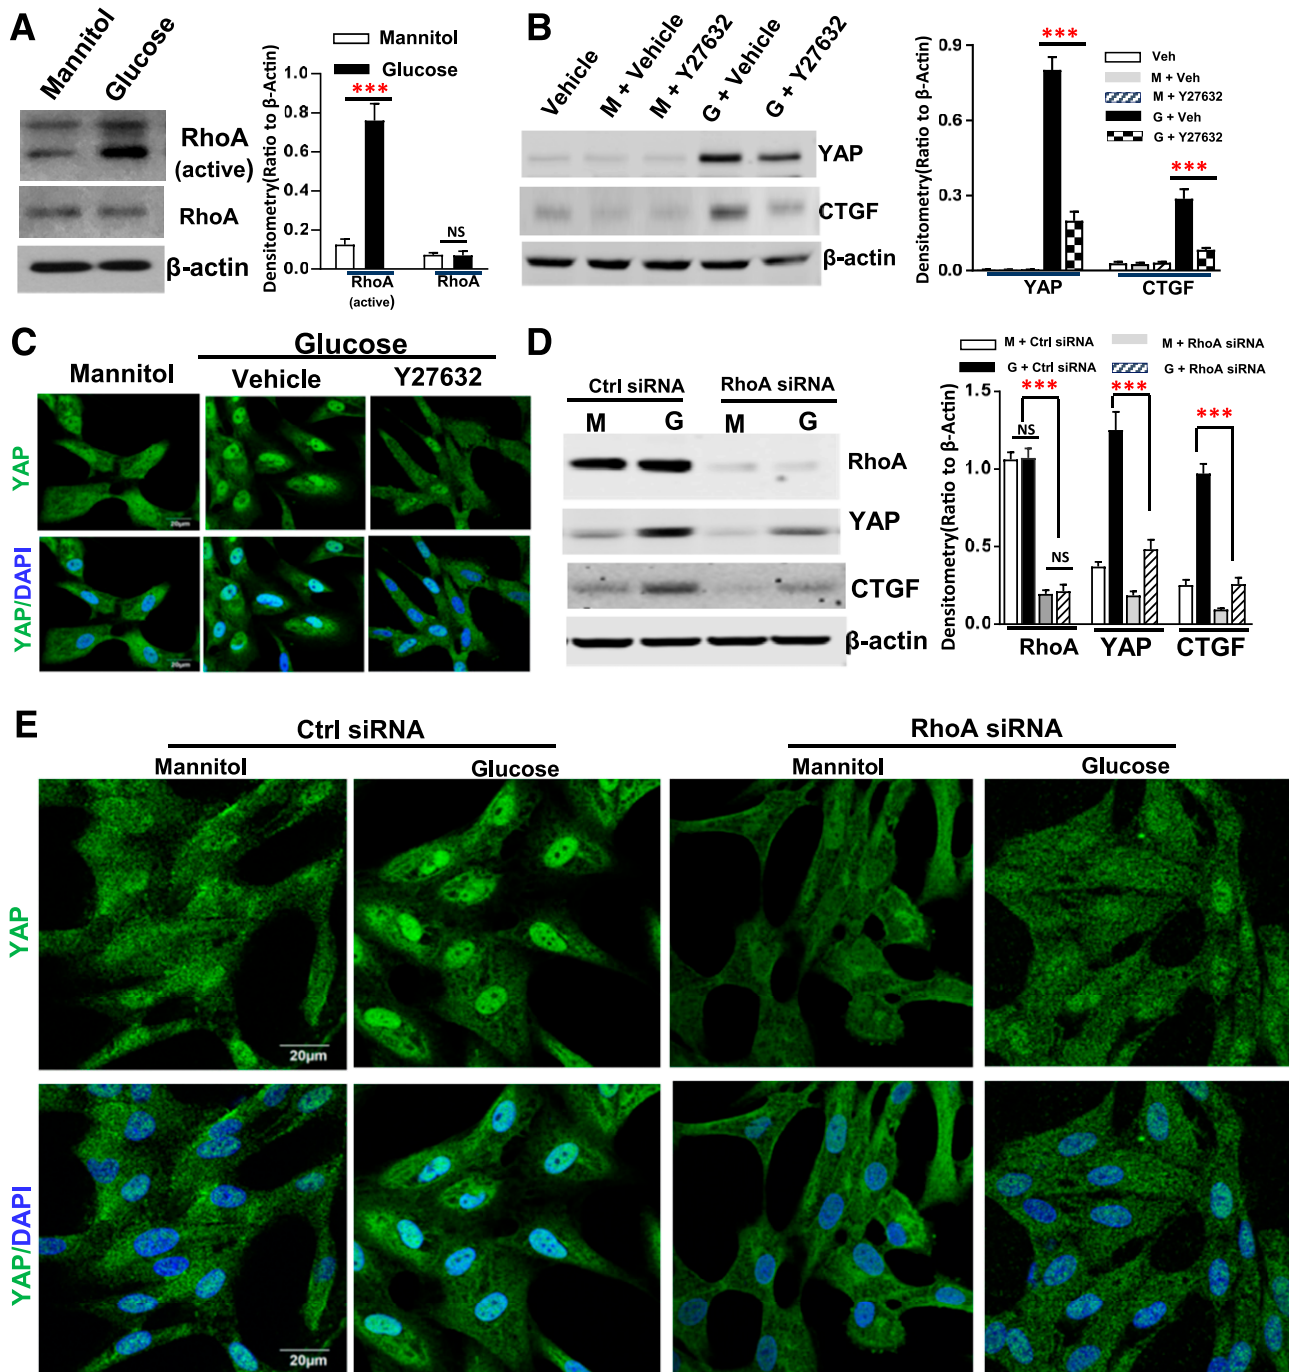 A
Mannitol
Glucose
RhoA
(active)
RhoA
β-actin
Mannitol
Glucose
Densitometry(Ratio to β-Actin)
1.0
0.8
0.6
0.4
0.2
0.0
***
NS
RhoA
(active)
RhoA
B
Vehicle
M + Vehicle
M + Y27632
G + Vehicle
G + Y27632
YAP
CTGF
β-actin
Densitometry(Ratio to β-Actin)
0.9
0.6
0.3
0.0
***
***
Veh
M + Veh
M + Y27632
G + Veh
G + Y27632
YAP
CTGF
C
Glucose
Mannitol
Vehicle
Y27632
YAP
20µm
YAP/DAPI
20µm
D
Ctrl siRNA
RhoA siRNA
M
G
M
G
RhoA
YAP
CTGF
β-actin
M + Ctrl siRNA
M + RhoA siRNA
G + Ctrl siRNA
G + RhoA siRNA
Densitometry(Ratio to β-Actin)
1.5
1.0
0.5
0.0
***
***
***
NS
NS
RhoA
YAP
CTGF
E
Ctrl siRNA
RhoA siRNA
Mannitol
Glucose
Mannitol
Glucose
YAP
20µm
YAP/DAPI
20µm